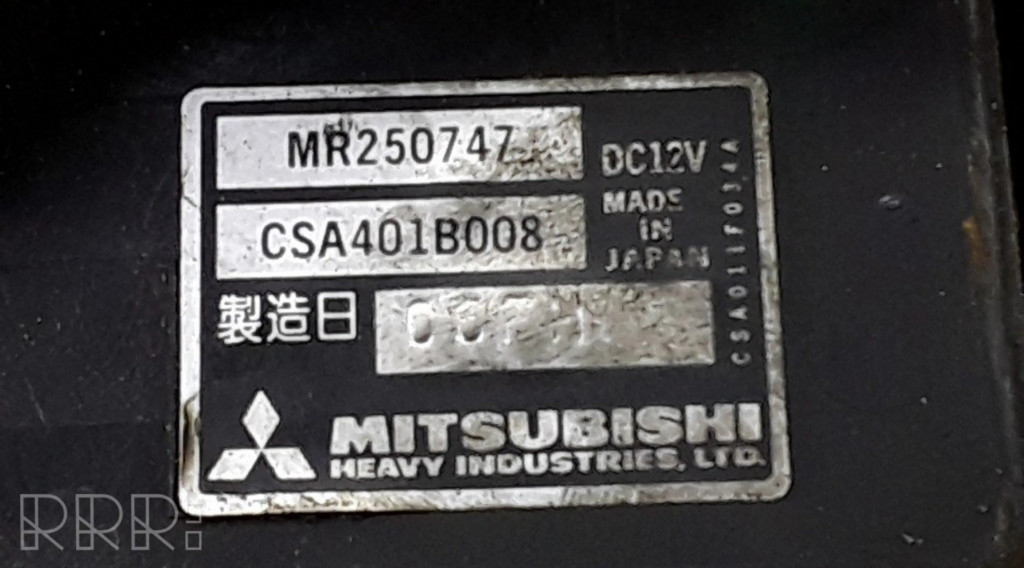 MR250747
CSA401B008
DC12V
MADE
IN
JAPAN
CSA011F034A
製造日
MITSUBISHI
HEAVY INDUSTRIES, LTD.
RRR